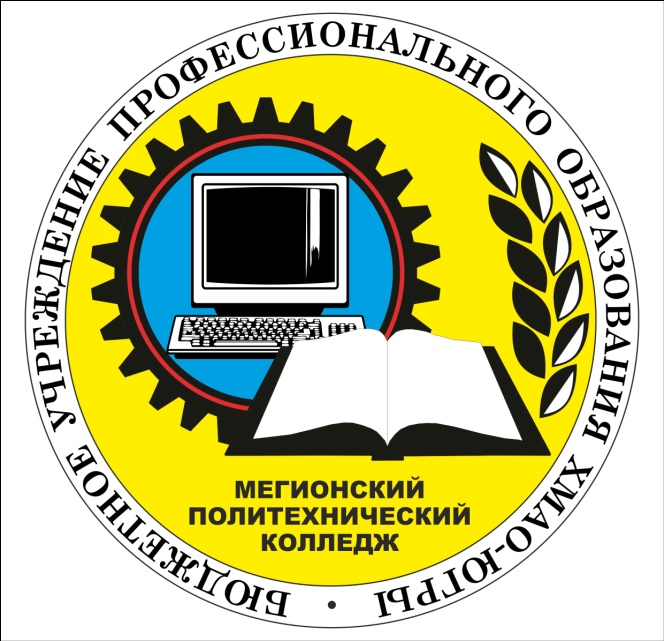 БЮДЖЕТНОЕ УЧРЕЖДЕНИЕ ПРОФЕССИОНАЛЬНОГО ОБРАЗОВАНИЯ ХМАО-ЮГРЫ
МЕГИОНСКИЙ
ПОЛИТЕХНИЧЕСКИЙ
КОЛЛЕДЖ